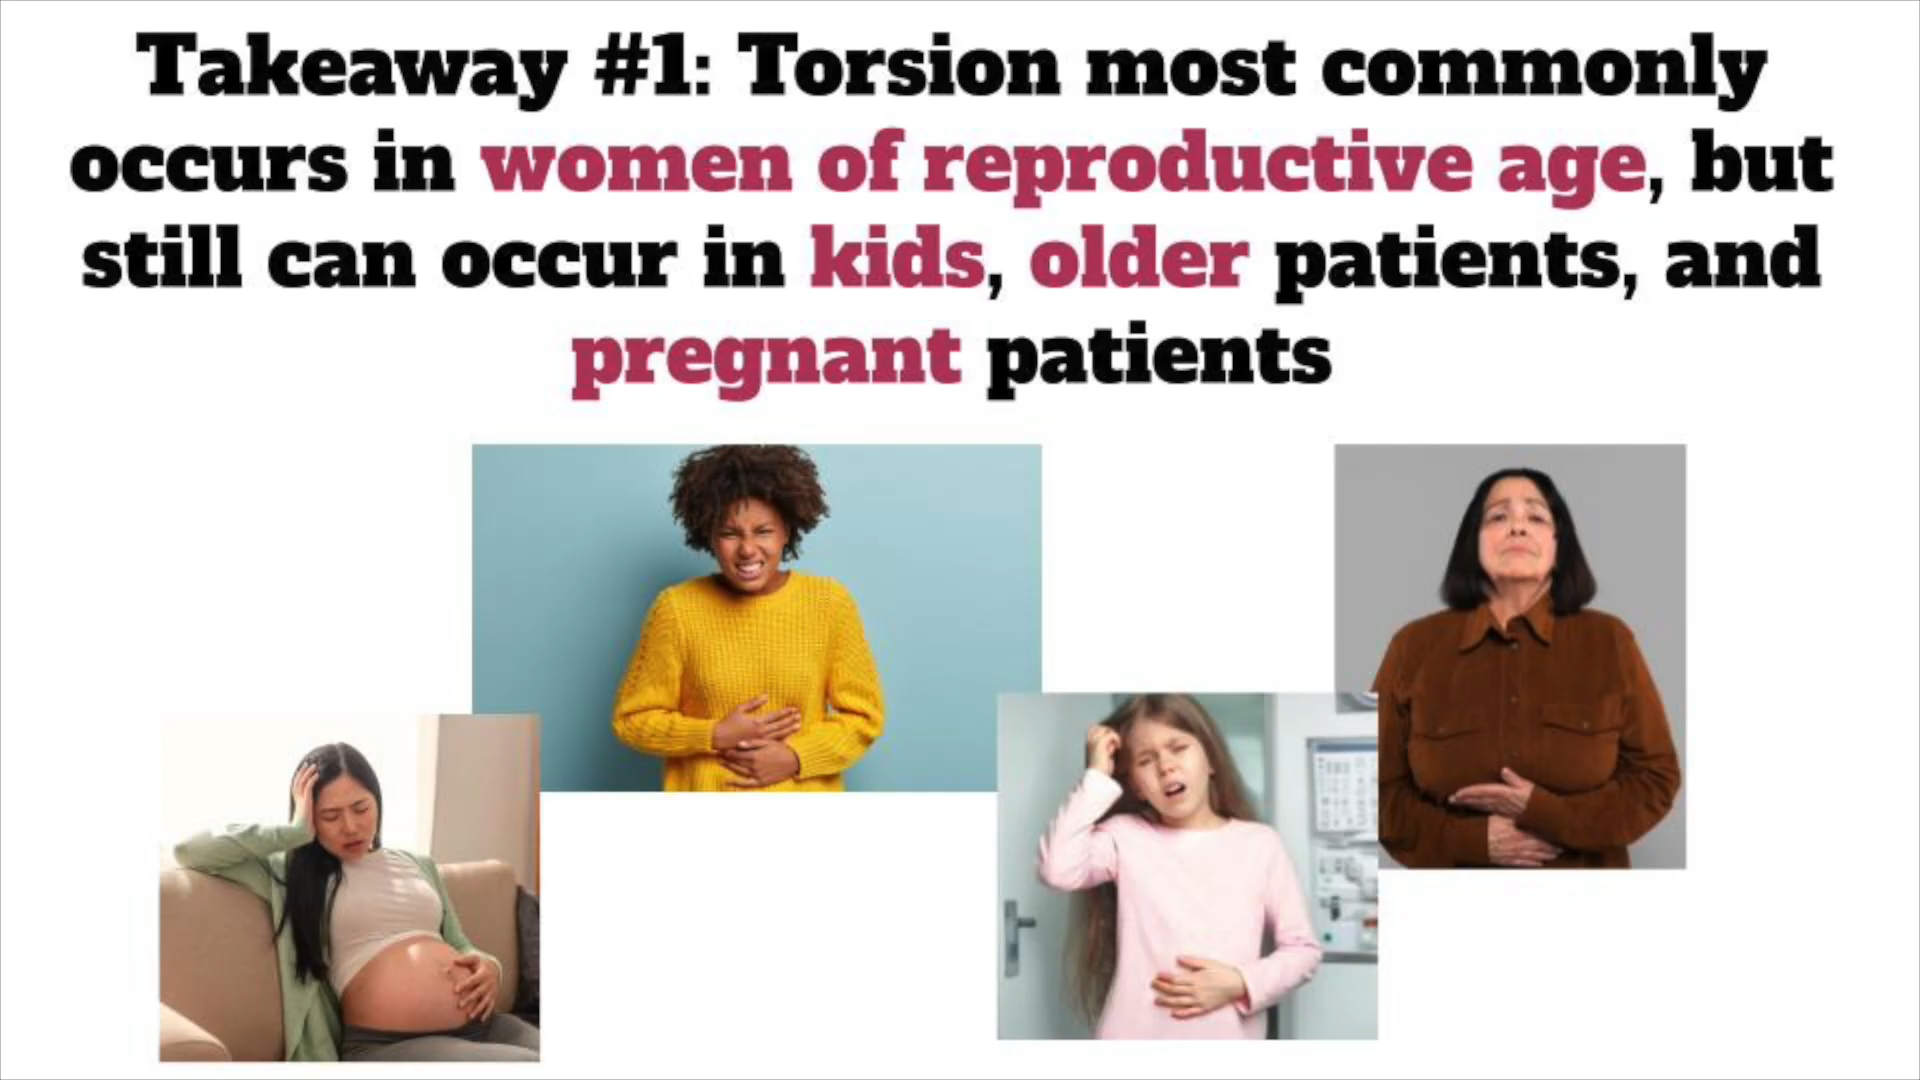 Takeaway #1: Torsion most commonly
occurs in women of reproductive age, but
still can occur in kids, older patients, and
pregnant patients